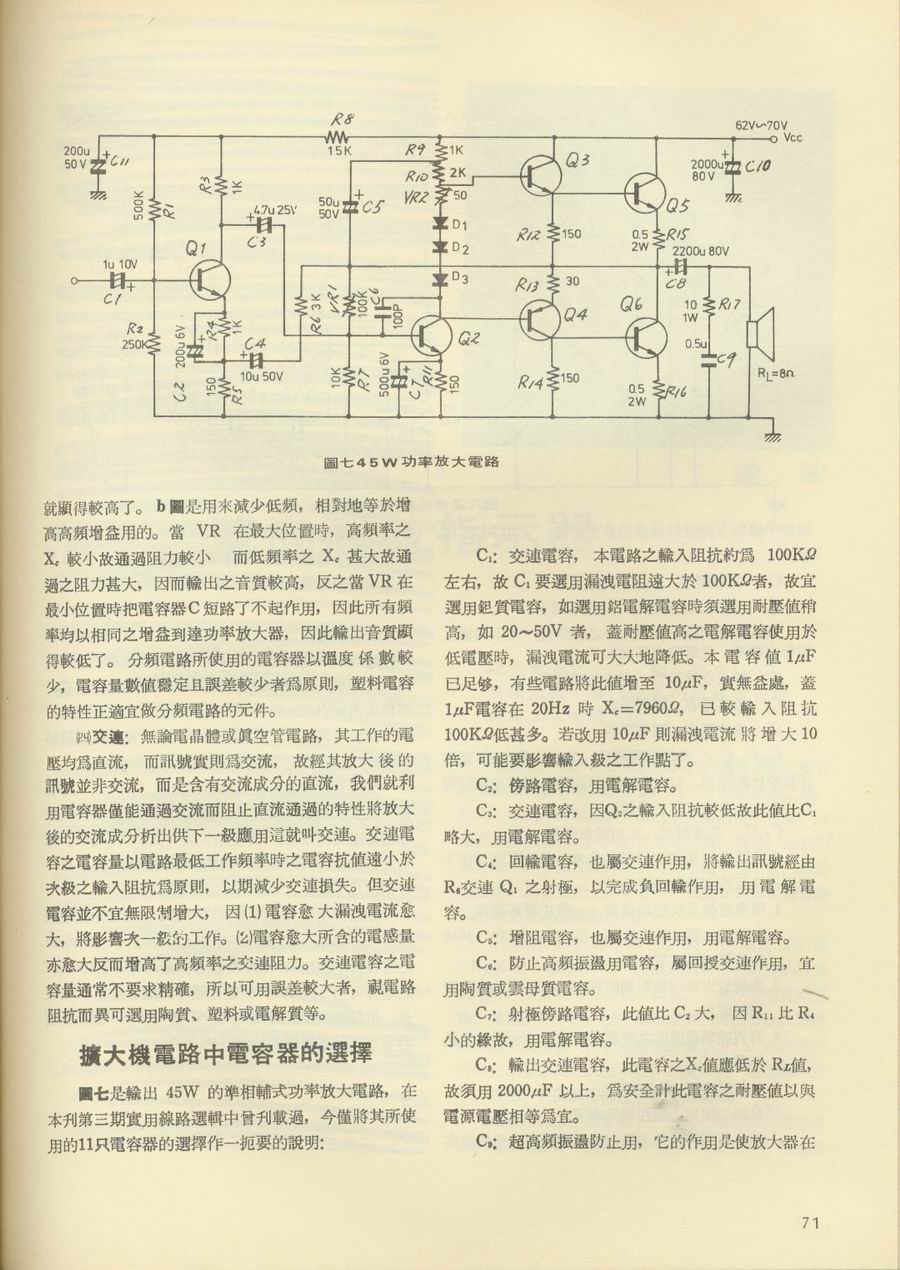 R8
15K
62V~70V
Vcc
200u
50V
C11
R9
1K
R10
2K
VR2
50
Q3
2000u
80V
C10
500K
R1
R3
1K
4.7u 25V
C3
50u
50V
C5
D1
D2
D3
Q5
R12
150
0.5
2W
R15
2200u 80V
C8
Q1
1u 10V
C1
R6 3K
VR1
100K
C6
100P
R13
30
Q4
Q6
10
1W
R17
R2
250K
200u 6V
C2
R4
1K
C4
10u 50V
150
R5
10K
R7
500u 6V
C7
R11
150
Q2
R14
150
0.5
2W
R16
0.5u
C9
RL=8Ω
圖七45W功率放大電路
就顯得較高了。 b圖是用來減少低頻，相對地等於增
高高頻增益用的。當 VR 在最大位置時，高頻率之
Xc 較小故通過阻力較小 而低頻率之 Xc 甚大故通
過之阻力甚大，因而輸出之音質較高，反之當 VR 在
最小位置時把電容器C短路了不起作用，因此所有頻
率均以相同之增益到達功率放大器，因此輸出音質顯
得較低了。 分頻電路所使用的電容器以溫度係數較
少，電容量數值穩定且誤差較少者爲原則，塑料電容
的特性正適宜做分頻電路的元件。
㈣交連：無論電晶體或眞空管電路，其工作的電
壓均爲直流， 而訊號實則爲交流， 故經其放大後的
訊號並非交流，而是含有交流成分的直流，我們就利
用電容器僅能通過交流而阻止直流通過的特性將放大
後的交流成分析出供下一級應用這就叫交連。交連電
容之電容量以電路最低工作頻率時之電容抗値遠小於
次級之輸入阻抗爲原則，以期減少交連損失。但交連
電容並不宜無限制增大， 因(1)電容愈大漏洩電流愈
大，將影響次一級的工作。(2)電容愈大所含的電感量
亦愈大反而增高了高頻率之交連阻力。交連電容之電
容量通常不要求精確，所以可用誤差較大者，視電路
阻抗而異可選用陶質、塑料或電解質等。
擴大機電路中電容器的選擇
圖七是輸出 45W 的準相輔式功率放大電路，在
本刋第三期實用線路選輯中曾刋載過，今僅將其所使
用的11只電容器的選擇作一扼要的說明：
C1：交連電容， 本電路之輸入阻抗約爲 100KΩ
左右，故 C1 要選用漏洩電阻遠大於 100KΩ者，故宜
選用鉭質電容，如選用鋁電解電容時須選用耐壓値稍
高，如 20～50V 者， 蓋耐壓値高之電解電容使用於
低電壓時，漏洩電流可大大地降低。本電容値 1μF
已足够，有些電路將此値增至 10μF，實無益處，蓋
1μF電容在 20Hz 時 Xc=7960Ω，已較輸入阻抗
100KΩ低甚多。若改用 10μF 則漏洩電流將增大10
倍，可能要影響輸入級之工作點了。
C2：傍路電容，用電解電容。
C3：交連電容，因Q2之輸入阻抗較低故此値比C1
略大，用電解電容。
C4：回輸電容，也屬交連作用，將輸出訊號經由
R6交連 Q1 之射極，以完成負回輸作用，用電解電
容。
C5：增阻電容，也屬交連作用，用電解電容。
C6：防止高頻振盪用電容，屬回授交連作用，宜
用陶質或雲母質電容。
C7：射極傍路電容，此値比 C2 大， 因 R11 比 R4
小的緣故，用電解電容。
C8：輸出交連電容，此電容之Xc値應低於 RL値，
故須用 2000μF 以上，爲安全計此電容之耐壓値以與
電源電壓相等爲宜。
C9：超高頻振盪防止用，它的作用是使放大器在
71